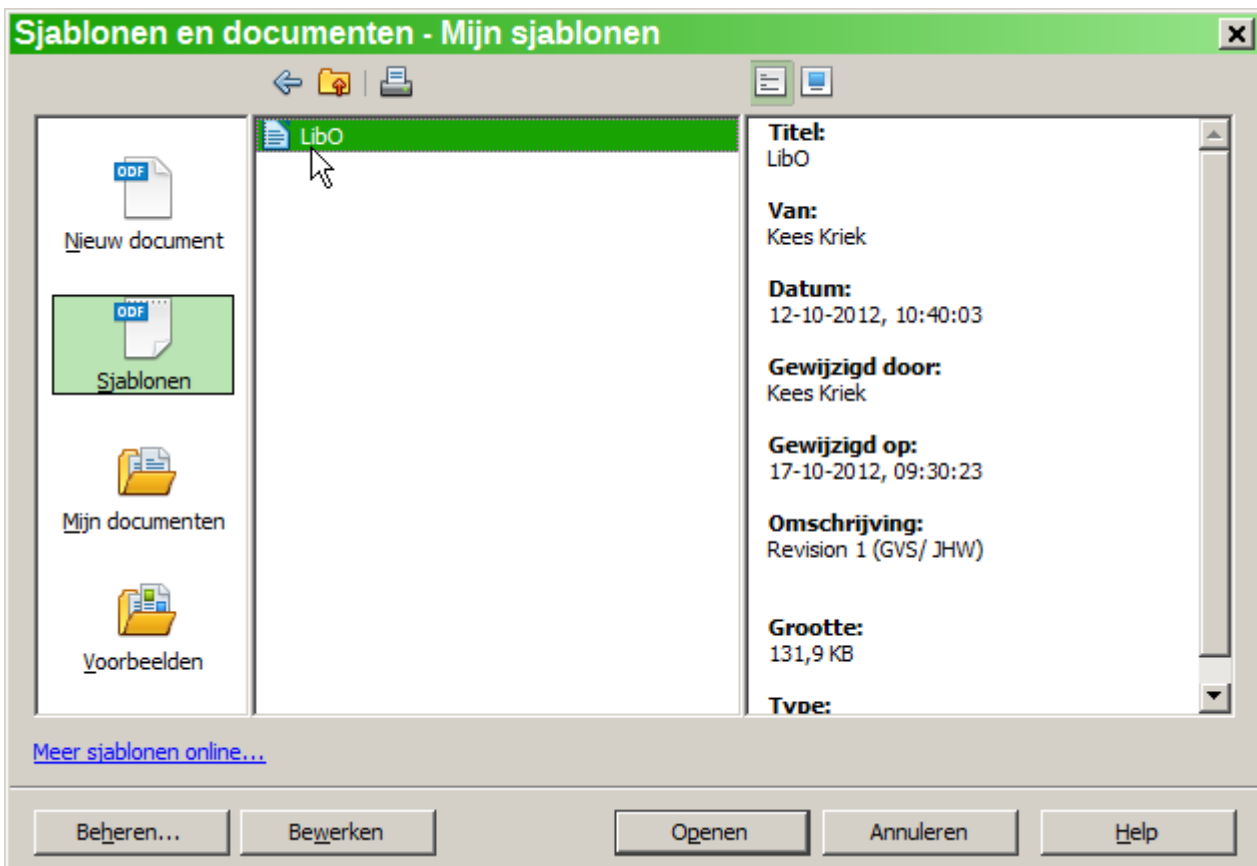 Sjablonen en documenten - Mijn sjablonen
ODF
Nieuw document
ODF
Sjablonen
Mijn documenten
Voorbeelden
LibO
Titel:
LibO
Van:
Kees Kriek
Datum:
12-10-2012, 10:40:03
Gewijzigd door:
Kees Kriek
Gewijzigd op:
17-10-2012, 09:30:23
Omschrijving:
Revision 1 (GVS/ JHW)
Grootte:
131,9 KB
Type:
Meer sjablonen online...
Beheren...
Bewerken
Openen
Annuleren
Help